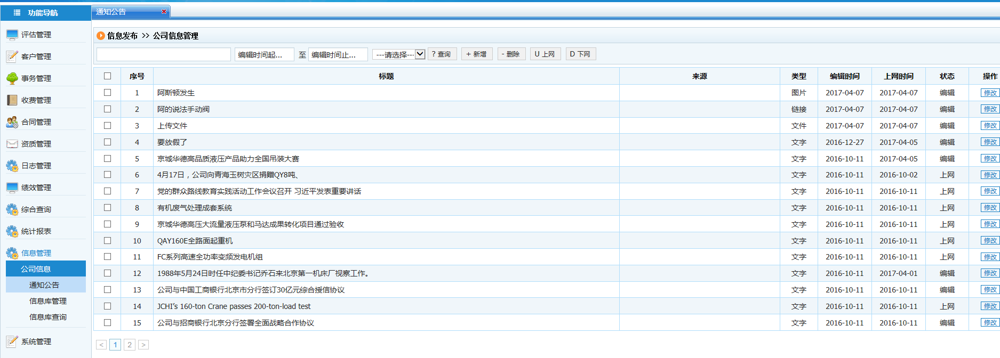 功能导航
通知公告
评估管理
客户管理
事务管理
收费管理
合同管理
资质管理
日志管理
绩效管理
综合查询
统计报表
信息管理
公司信息
通知公告
信息库管理
信息库查询
系统管理
信息发布 >> 公司信息管理
编辑时间起... 至 编辑时间止... ---请选择--- ? 查询 + 新增 - 删除 U 上网 D 下网
序号 标题 来源 类型 编辑时间 上网时间 状态 操作
1 阿斯顿发生 图片 2017-04-07 2017-04-07 编辑 修改
2 阿的说法手动阀 链接 2017-04-07 2017-04-07 编辑 修改
3 上传文件 文件 2017-04-07 2017-04-07 编辑 修改
4 要放假了 文字 2016-12-27 2017-04-05 编辑 修改
5 京城华德高品质液压产品助力全国吊装大赛 文字 2016-10-11 2017-04-05 编辑 修改
6 4月17日，公司向青海玉树灾区捐赠QY8吨、 文字 2016-10-11 2016-10-02 上网 修改
7 党的群众路线教育实践活动工作会议召开 习近平发表重要讲话 文字 2016-10-11 2016-10-11 上网 修改
8 有机废气处理成套系统 文字 2016-10-11 2016-10-11 上网 修改
9 京城华德高压大流量液压泵和马达成果转化项目通过验收 文字 2016-10-11 2016-10-11 上网 修改
10 QAY160E全路面起重机 文字 2016-10-11 2016-10-11 上网 修改
11 FC系列高速全功率变频发电机组 文字 2016-10-11 2016-10-11 上网 修改
12 1988年5月24日时任中纪委书记乔石来北京第一机床厂视察工作。 文字 2016-10-11 2017-04-01 编辑 修改
13 公司与中国工商银行北京市分行签订30亿元综合授信协议 文字 2016-10-11 2016-10-11 编辑 修改
14 JCHI’s 160-ton Crane passes 200-ton-load test 文字 2016-10-11 2016-10-11 上网 修改
15 公司与招商银行北京分行签署全面战略合作协议 文字 2016-10-11 2016-10-11 编辑 修改
< 1 2 >